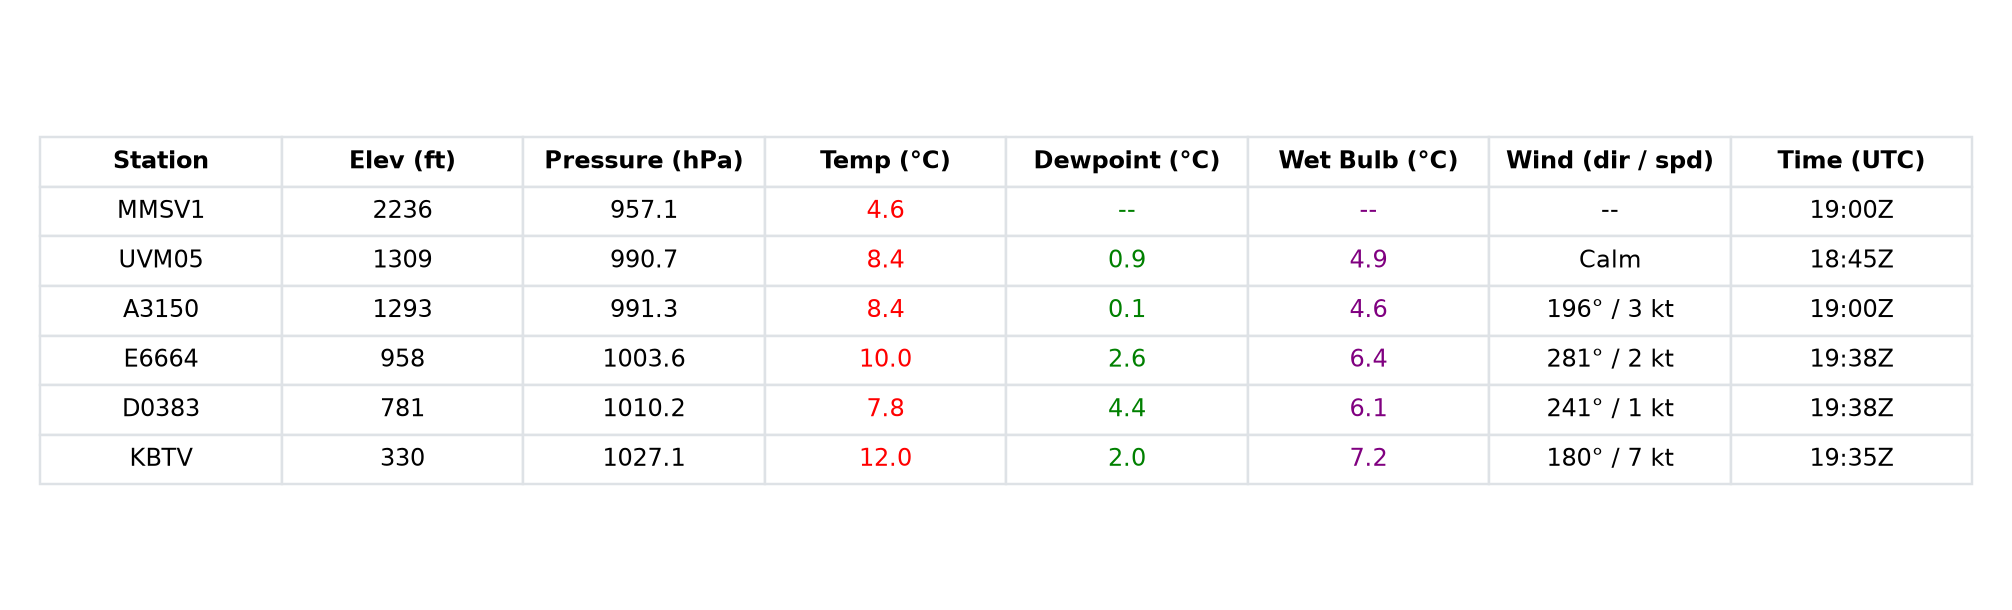 Station Elev (ft) Pressure (hPa) Temp (°C) Dewpoint (°C) Wet Bulb (°C) Wind (dir / spd) Time (UTC)
MMSV1 2236 957.1 4.6 -- -- -- 19:00Z
UVM05 1309 990.7 8.4 0.9 4.9 Calm 18:45Z
A3150 1293 991.3 8.4 0.1 4.6 196° / 3 kt 19:00Z
E6664 958 1003.6 10.0 2.6 6.4 281° / 2 kt 19:38Z
D0383 781 1010.2 7.8 4.4 6.1 241° / 1 kt 19:38Z
KBTV 330 1027.1 12.0 2.0 7.2 180° / 7 kt 19:35Z